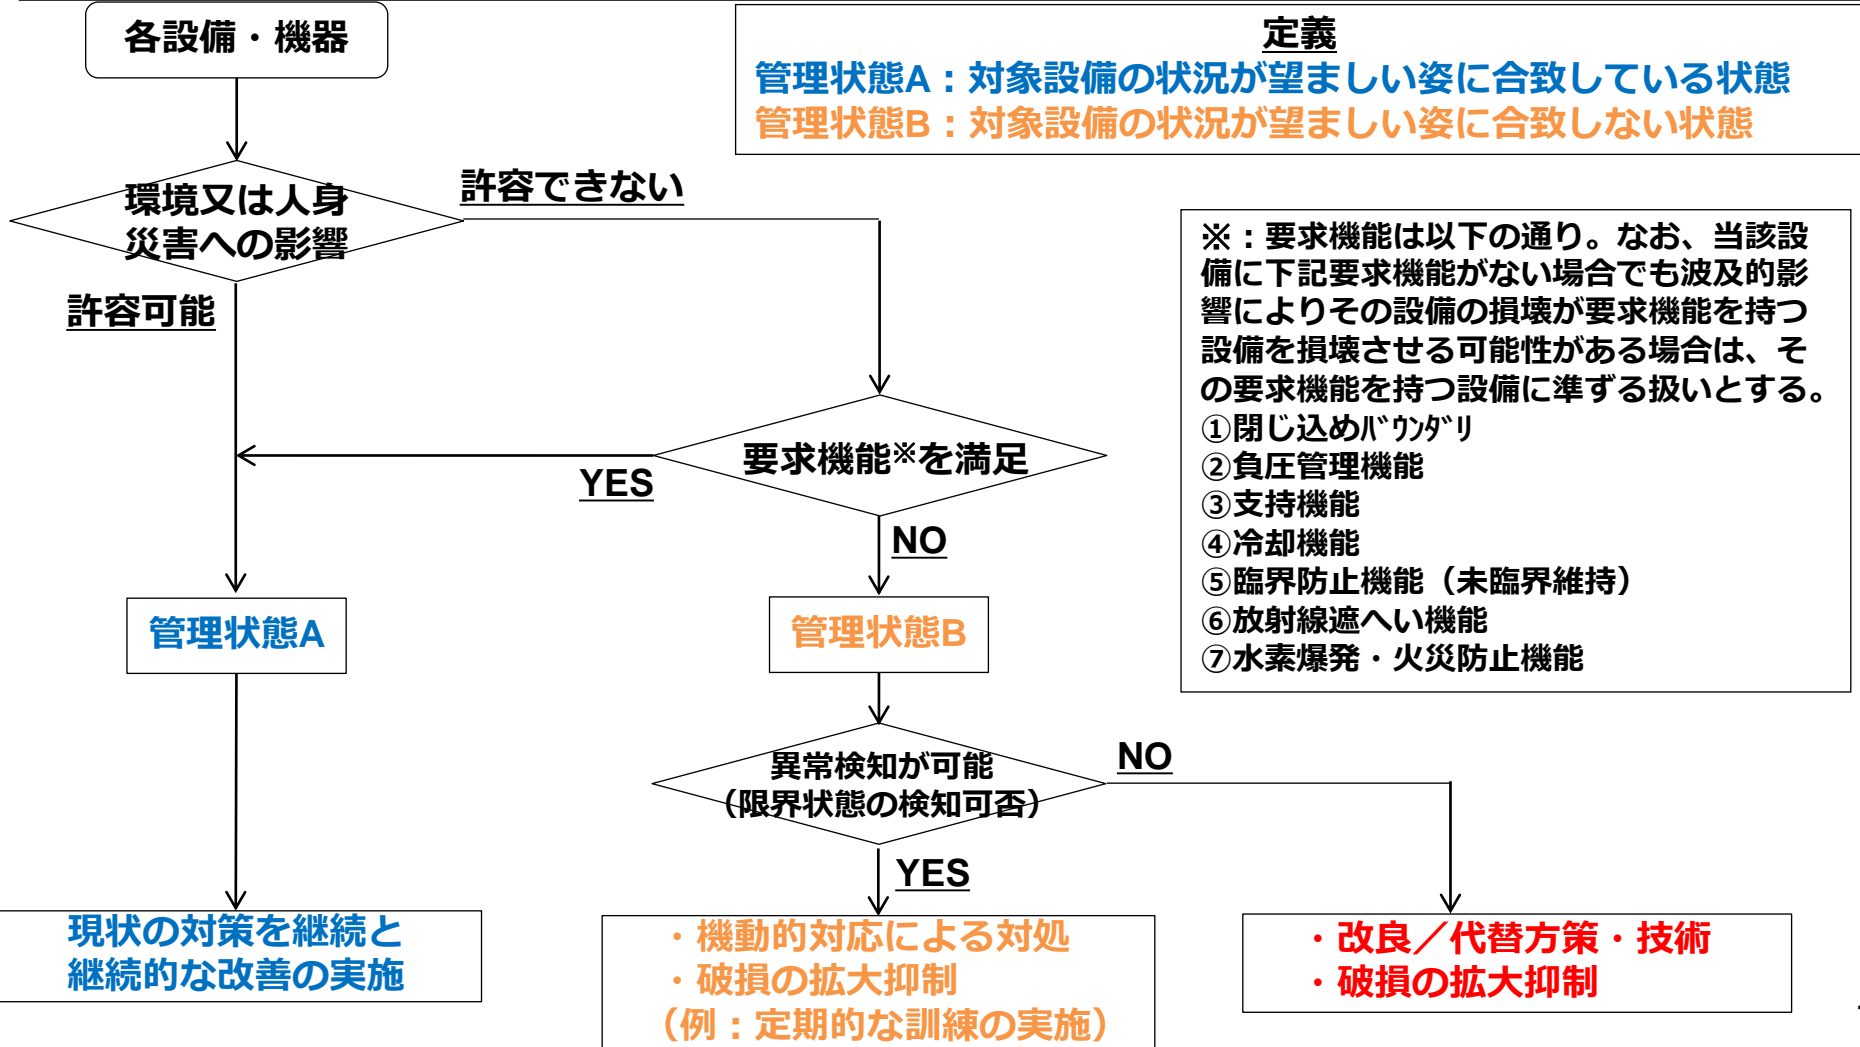 各設備・機器
定義
管理状態A：対象設備の状況が望ましい姿に合致している状態
管理状態B：対象設備の状況が望ましい姿に合致しない状態
環境又は人身
災害への影響
許容できない
許容可能
※：要求機能は以下の通り。なお、当該設
備に下記要求機能がない場合でも波及的影
響によりその設備の損壊が要求機能を持つ
設備を損壊させる可能性がある場合は、そ
の要求機能を持つ設備に準ずる扱いとする。
①閉じ込めﾊﾞｳﾝﾀﾞﾘ
②負圧管理機能
③支持機能
④冷却機能
⑤臨界防止機能（未臨界維持）
⑥放射線遮へい機能
⑦水素爆発・火災防止機能
要求機能※を満足
YES
NO
管理状態A
管理状態B
異常検知が可能
（限界状態の検知可否）
NO
YES
現状の対策を継続と
継続的な改善の実施
・機動的対応による対処
・破損の拡大抑制
（例：定期的な訓練の実施）
・改良／代替方策・技術
・破損の拡大抑制